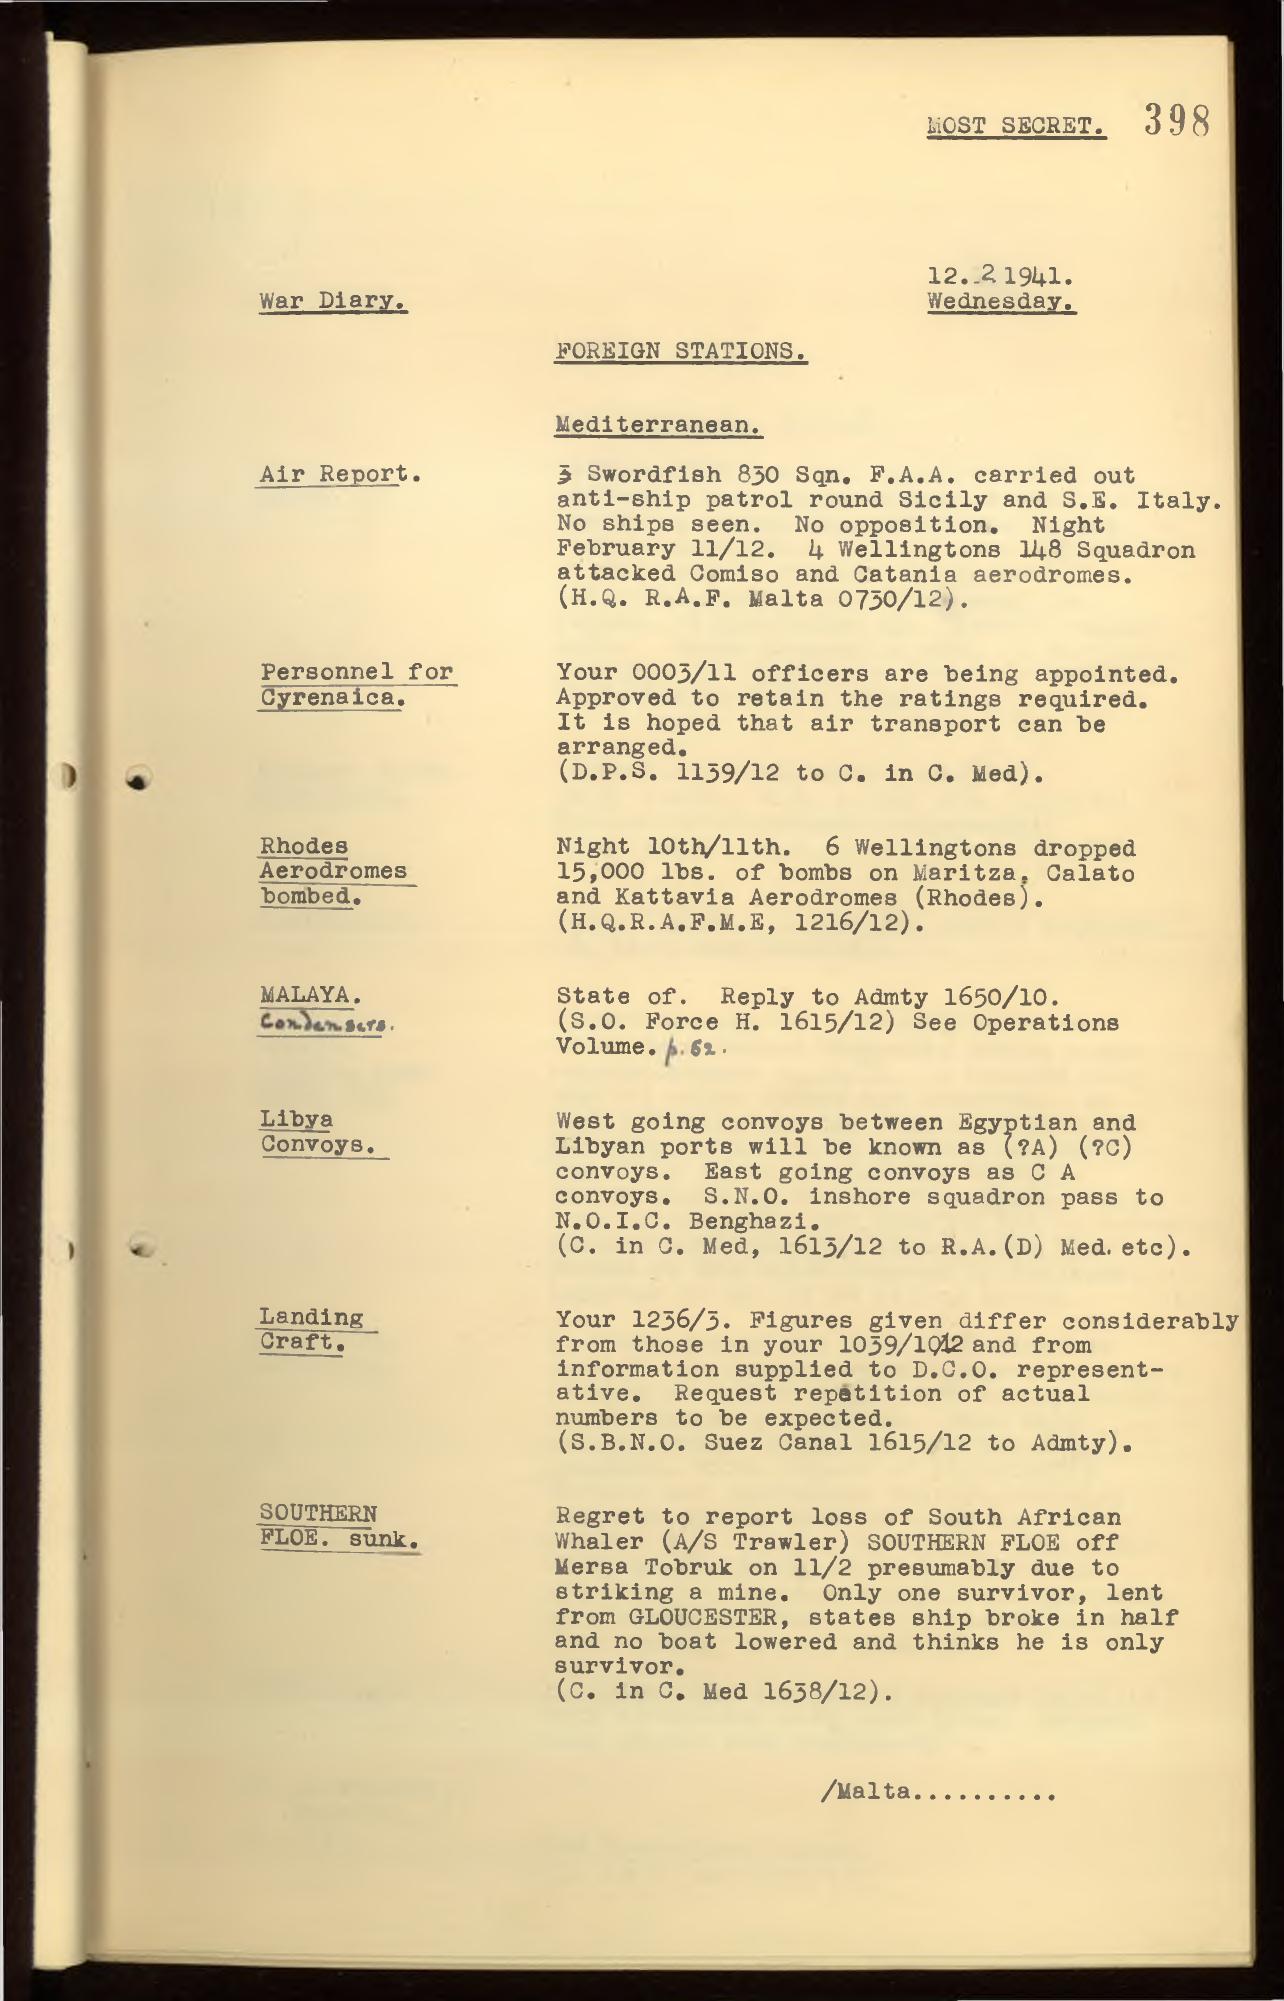 MOST SECRET. 398
12. 2 1941.
War Diary.
Wednesday.
FOREIGN STATIONS.
Mediterranean.
Air Report.
3 Swordfish 830 Sqn. F.A.A. carried out
anti-ship patrol round Sicily and S.E. Italy.
No ships seen. No opposition. Night
February 11/12. 4 Wellingtons 148 Squadron
attacked Comiso and Catania aerodromes.
(H.Q. R.A.F. Malta 0730/12).
Personnel for
Cyrenaica.
Your 0003/11 officers are being appointed.
Approved to retain the ratings required.
It is hoped that air transport can be
arranged.
(D.P.S. 1139/12 to C. in C. Med).
Rhodes
Aerodromes
bombed.
Night 10th/11th. 6 Wellingtons dropped
15,000 lbs. of bombs on Maritza, Calato
and Kattavia Aerodromes (Rhodes).
(H.Q.R.A.F.M.E, 1216/12).
MALAYA.
Condensers.
State of. Reply to Admty 1650/10.
(S.O. Force H. 1615/12) See Operations
Volume. p. 62.
Libya
Convoys.
West going convoys between Egyptian and
Libyan ports will be known as (?A) (?C)
convoys. East going convoys as C A
convoys. S.N.O. inshore squadron pass to
N.O.I.C. Benghazi.
(C. in C. Med, 1613/12 to R.A.(D) Med. etc).
Landing
Craft.
Your 1236/3. Figures given differ considerably
from those in your 1039/10/12 and from
information supplied to D.C.O. represent-
ative. Request repetition of actual
numbers to be expected.
(S.B.N.O. Suez Canal 1615/12 to Admty).
SOUTHERN
FLOE. sunk.
Regret to report loss of South African
Whaler (A/S Trawler) SOUTHERN FLOE off
Mersa Tobruk on 11/2 presumably due to
striking a mine. Only one survivor, lent
from GLOUCESTER, states ship broke in half
and no boat lowered and thinks he is only
survivor.
(C. in C. Med 1638/12).
/Malta..........